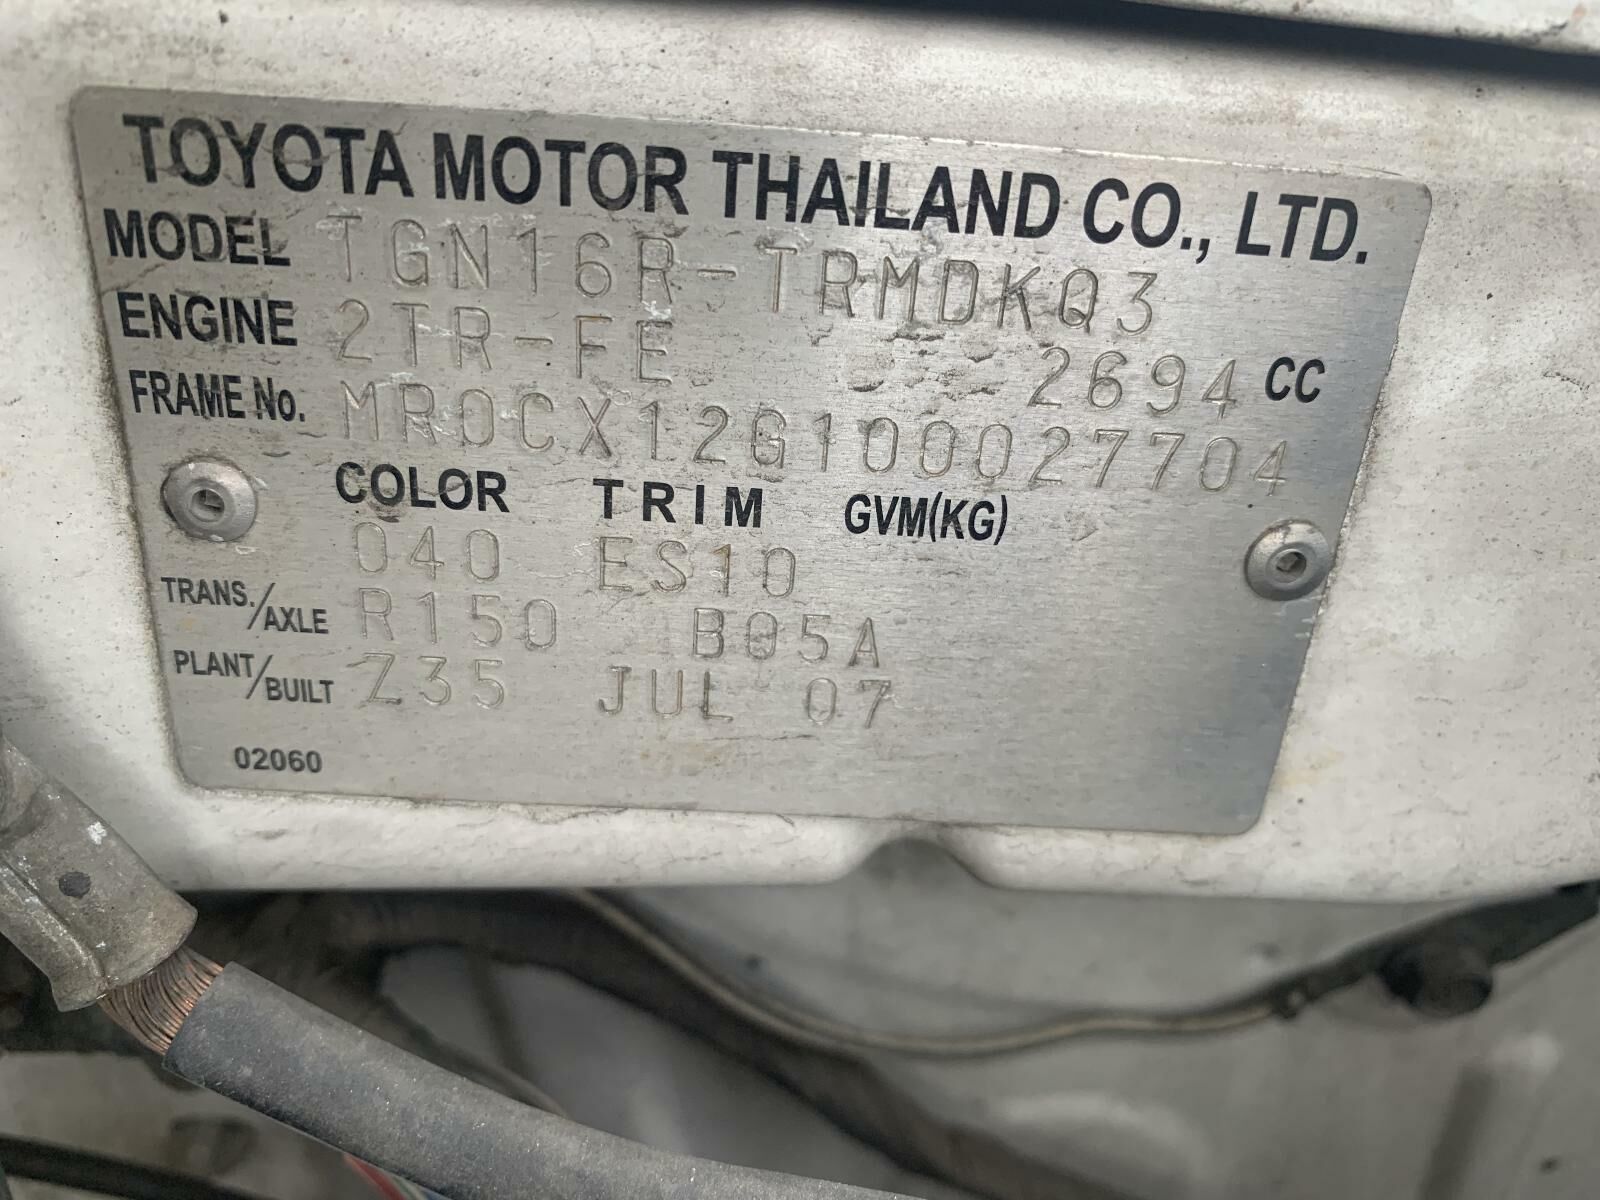 TOYOTA MOTOR THAILAND CO., LTD.
MODEL TGN16R-TRMDKQ3
ENGINE 2TR-FE 2694 CC
FRAME No. MR0CX12G100027704
COLOR TRIM GVM(KG)
040 ES10
TRANS./AXLE R150 B05A
PLANT/BUILT Z35 JUL 07
02060